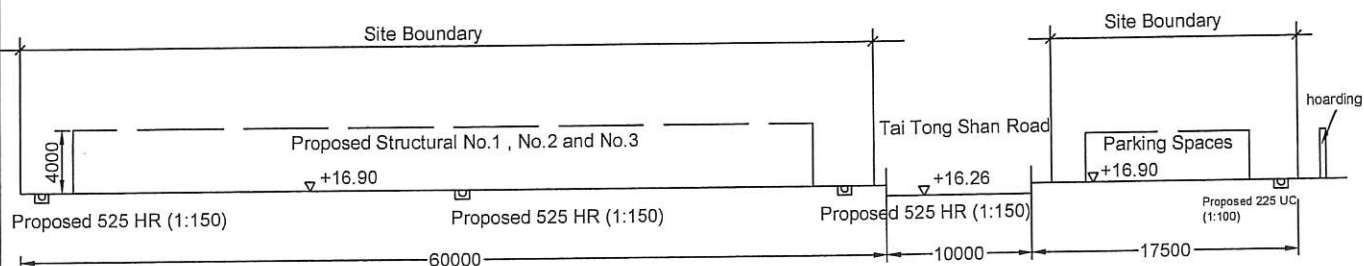 Site Boundary
Site Boundary
hoarding
4000
Proposed Structural No.1 , No.2 and No.3
Tai Tong Shan Road
Parking Spaces
+16.90
+16.26
+16.90
Proposed 525 HR (1:150)
Proposed 525 HR (1:150)
Proposed 525 HR (1:150)
Proposed 225 UC
(1:100)
60000
10000
17500